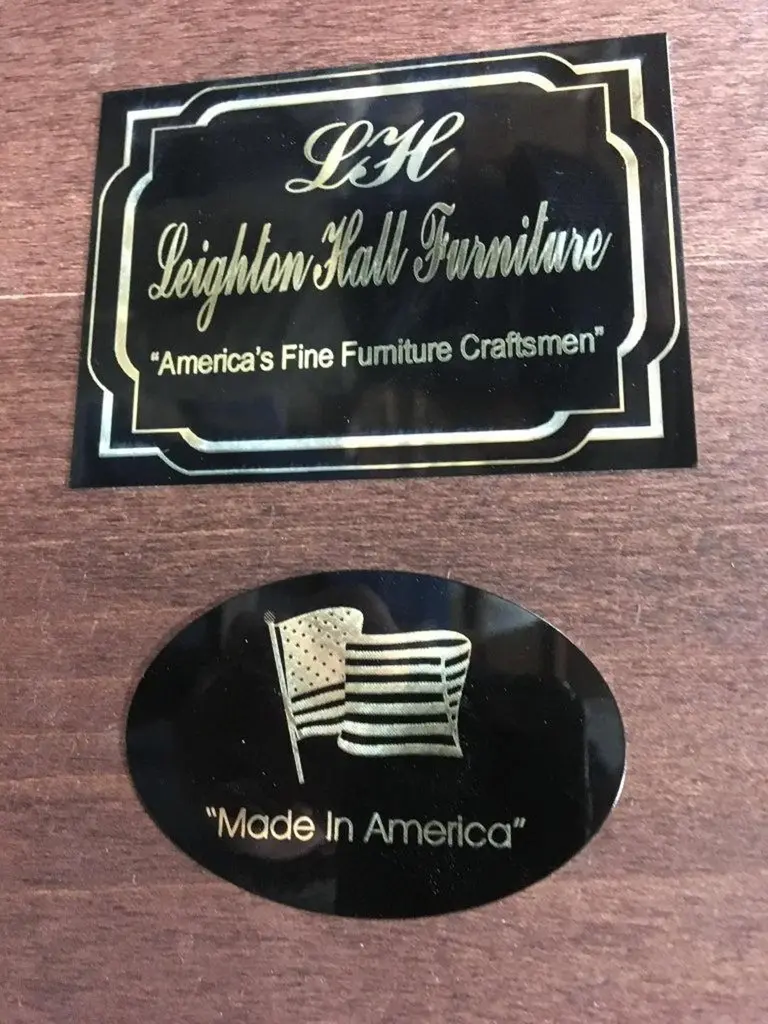 LH
Leighton Hall Furniture
"America's Fine Furniture Craftsmen"
"Made In America"